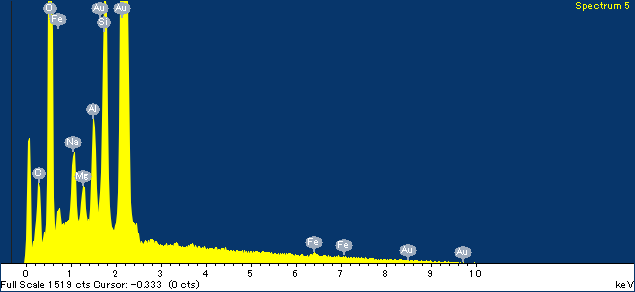 Spectrum 5
O Au Au
Fe Si
Al
Na
O Mg
Fe Fe Au Au
0 1 2 3 4 5 6 7 8 9 10
Full Scale 1519 cts Cursor: -0.333 (0 cts) keV